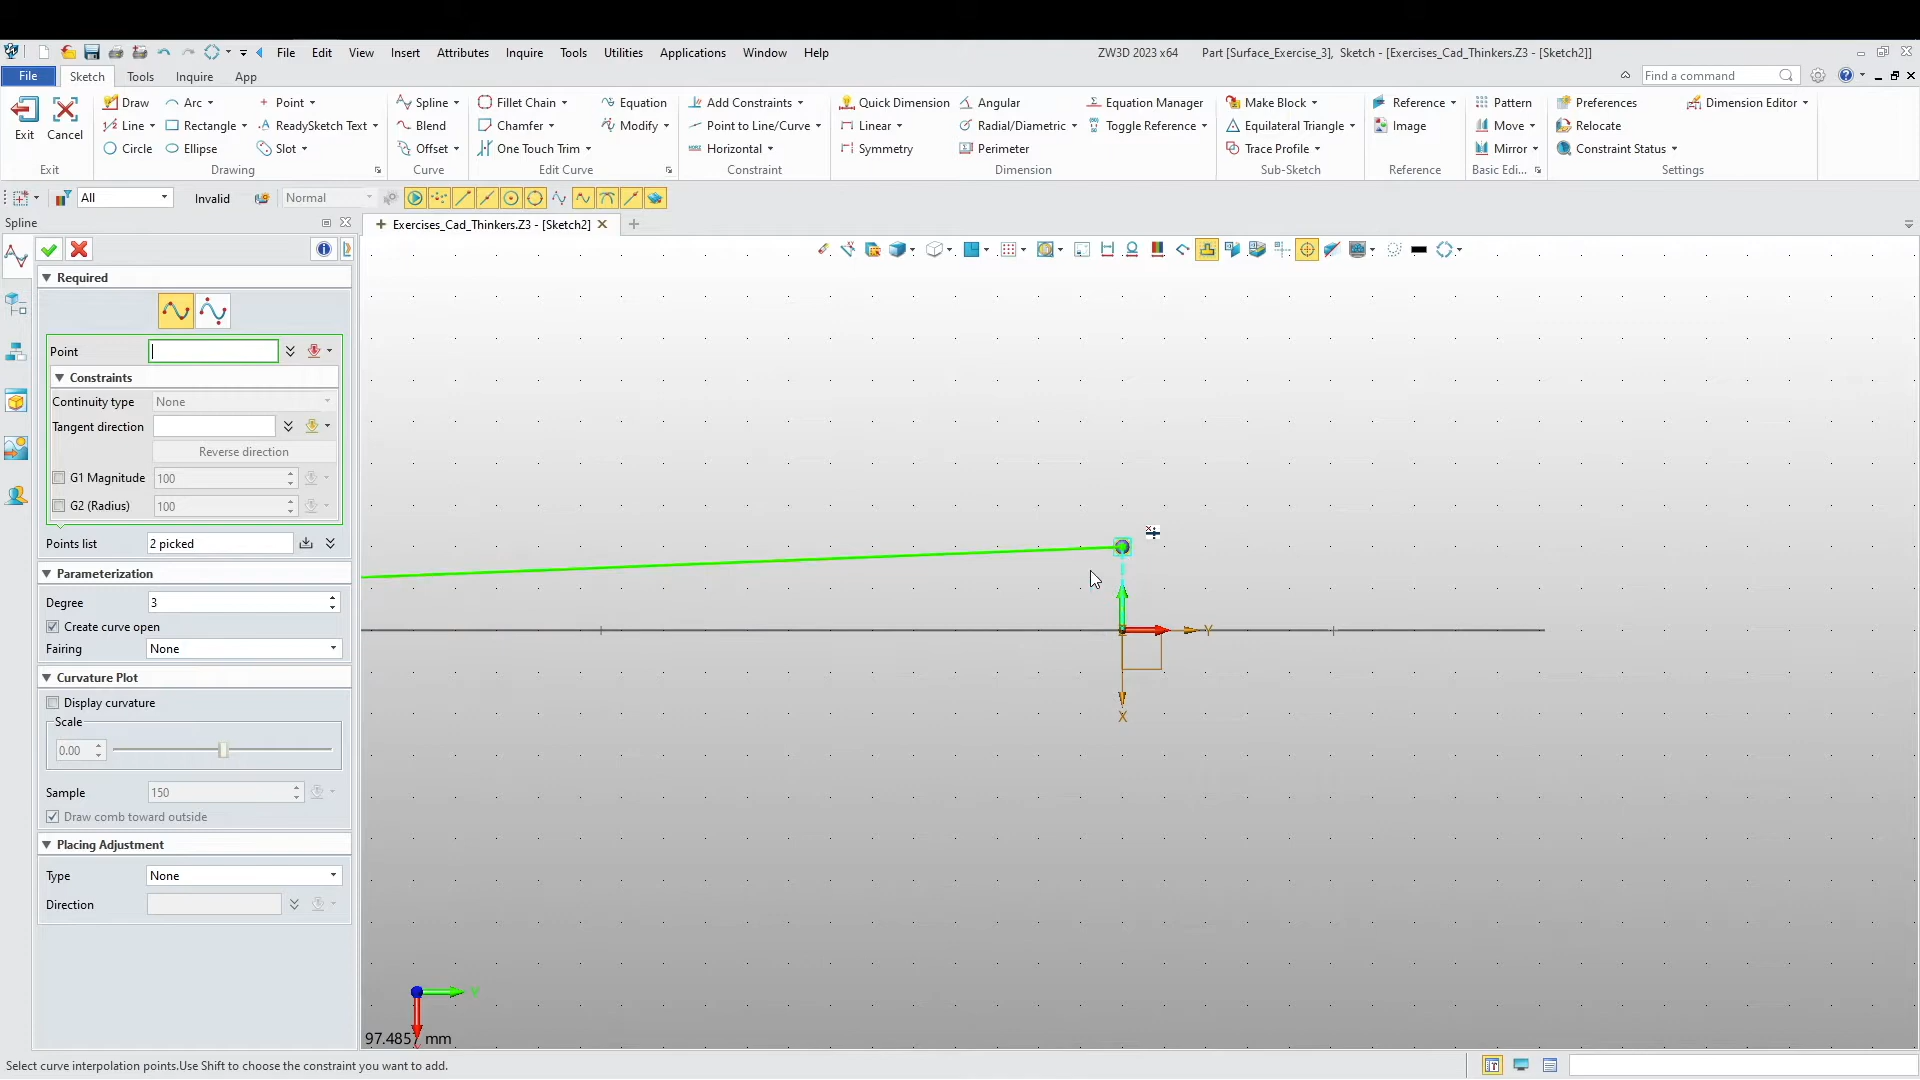 File Edit View Insert Attributes Inquire Tools Utilities Applications Window Help ZW3D 2023 x64 Part [Surface_Exercise_3], Sketch - [Exercises_Cad_Thinkers.Z3 - [Sketch2]]
File Sketch Tools Inquire App Find a command
Draw Arc Point Spline Fillet Chain Equation Add Constraints Quick Dimension Angular Equation Manager Make Block Reference Pattern Preferences Dimension Editor
Line Rectangle ReadySketch Text Blend Chamfer Modify Point to Line/Curve Linear Radial/Diametric Toggle Reference Equilateral Triangle Image Move Relocate
Exit Cancel Circle Ellipse Slot Offset One Touch Trim Horizontal Symmetry Perimeter Trace Profile Mirror Constraint Status
Exit Drawing Curve Edit Curve Constraint Dimension Sub-Sketch Reference Basic Edi... Settings
All Invalid Normal
Spline Exercises_Cad_Thinkers.Z3 - [Sketch2]
Required
Point
Constraints
Continuity type None
Tangent direction
Reverse direction
G1 Magnitude 100
G2 (Radius) 100
Points list 2 picked
Parameterization
Degree 3
Create curve open
Fairing None
Curvature Plot
Display curvature
Scale
0.00
Sample 150
Draw comb toward outside
Placing Adjustment
Type None
Direction
Y
X
Y
97.4857 mm
Select curve interpolation points.Use Shift to choose the constraint you want to add.